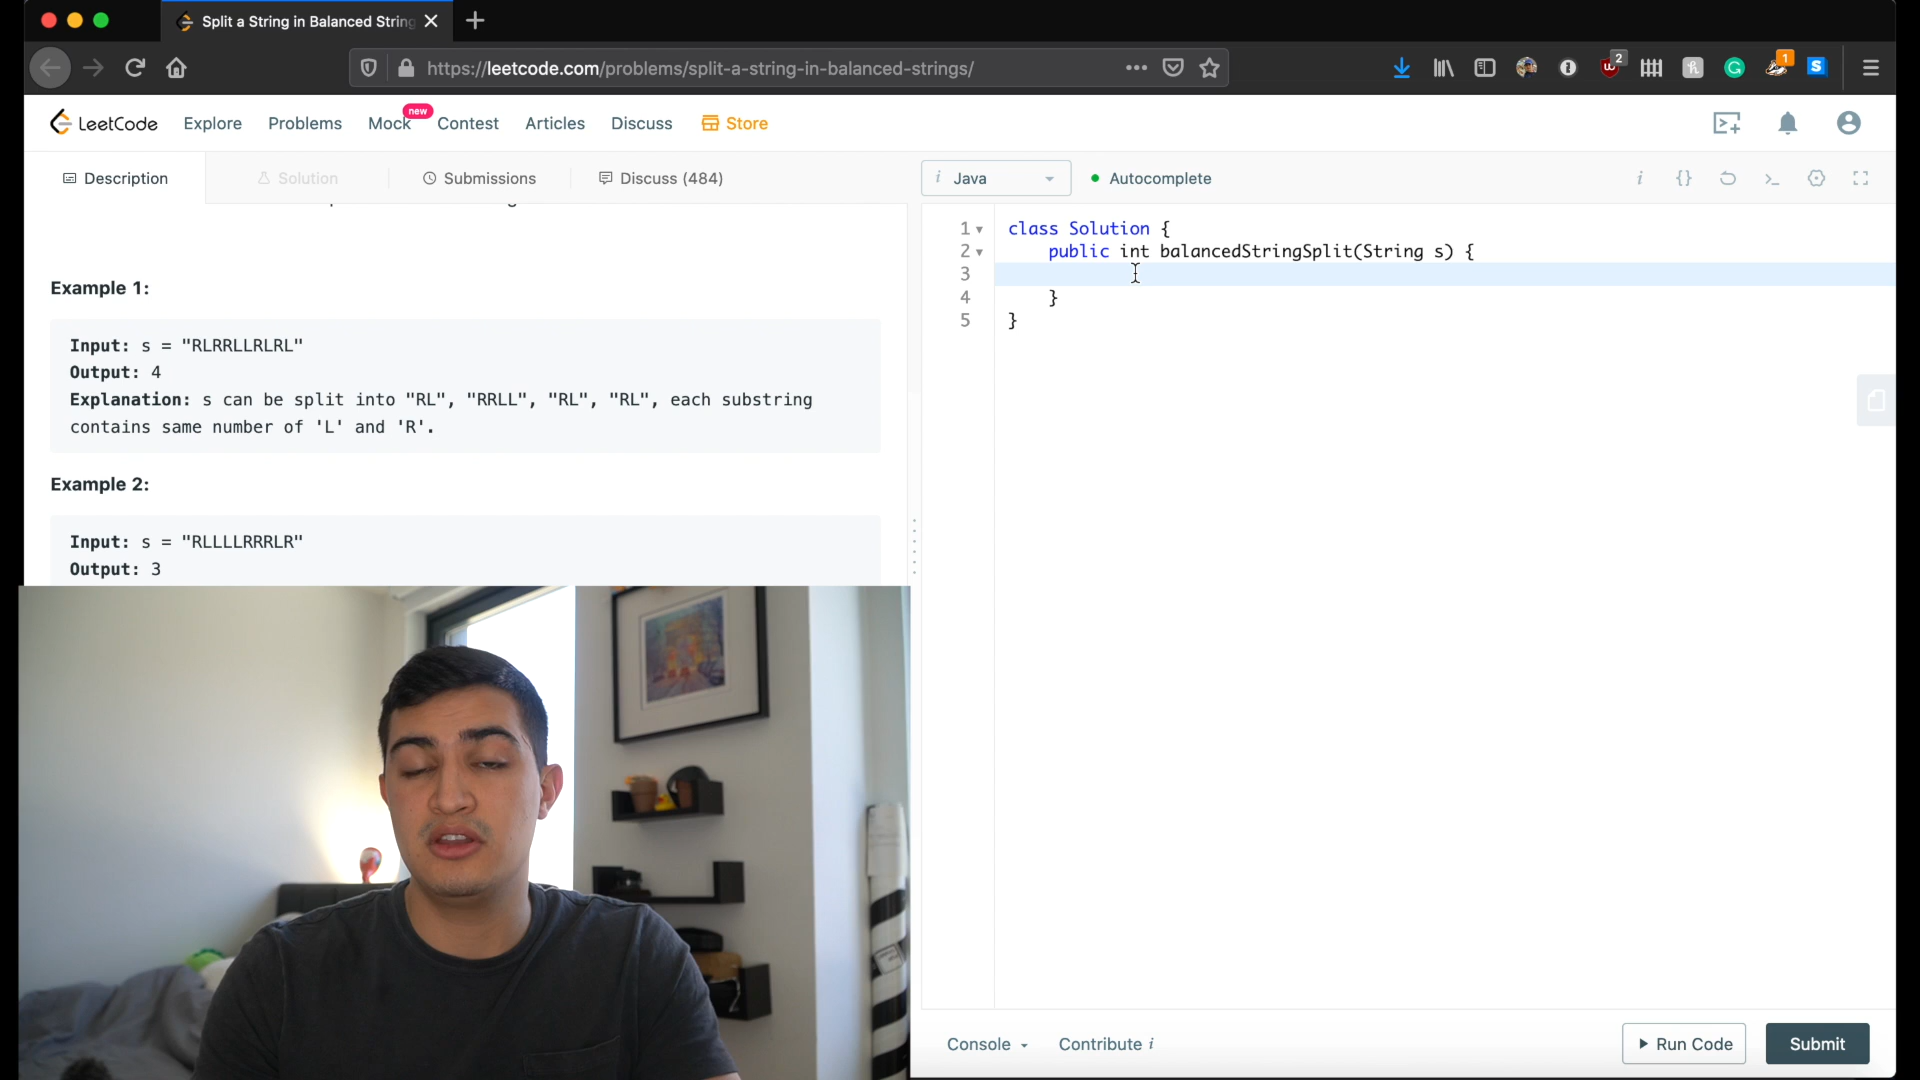 Split a String in Balanced String
https://leetcode.com/problems/split-a-string-in-balanced-strings/
2
1
LeetCode
Explore
Problems
Mock
new
Contest
Articles
Discuss
Store
Description
Solution
Submissions
Discuss (484)
Java
Autocomplete
Example 1:
Input: s = "RLRRLLRLRL"
Output: 4
Explanation: s can be split into "RL", "RRLL", "RL", "RL", each substring
contains same number of 'L' and 'R'.
Example 2:
Input: s = "RLLLLRRRLR"
Output: 3
1 class Solution {
2 public int balancedStringSplit(String s) {
3
4 }
5 }
Console
Contribute i
Run Code
Submit